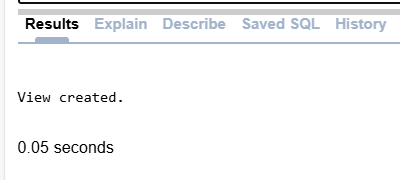 Results Explain Describe Saved SQL History
View created.
0.05 seconds